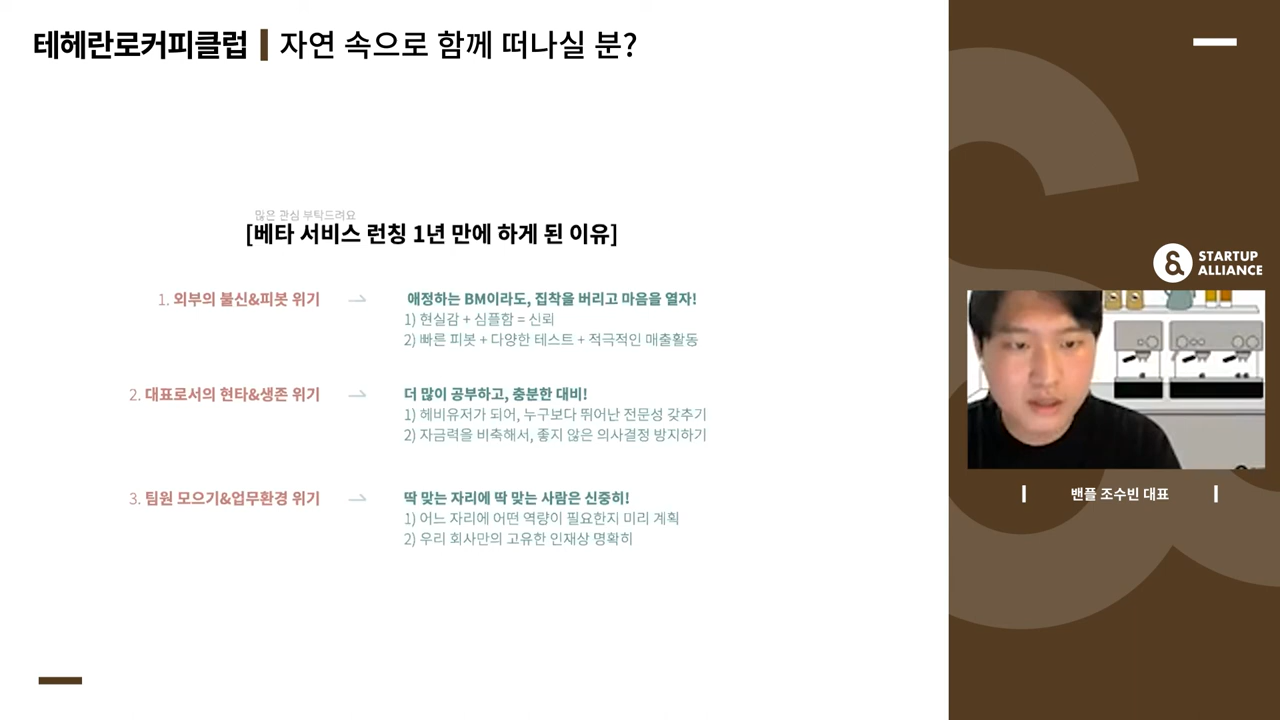 테헤란로커피클럽 | 자연 속으로 함께 떠나실 분?
많은 관심 부탁드려요
[베타 서비스 런칭 1년 만에 하게 된 이유]
1. 외부의 불신&피봇 위기 → 애정하는 BM이라도, 집착을 버리고 마음을 열자!
1) 현실감 + 심플함 = 신뢰
2) 빠른 피봇 + 다양한 테스트 + 적극적인 매출활동
2. 대표로서의 현타&생존 위기 → 더 많이 공부하고, 충분한 대비!
1) 헤비유저가 되어, 누구보다 뛰어난 전문성 갖추기
2) 자금력을 비축해서, 좋지 않은 의사결정 방지하기
3. 팀원 모으기&업무환경 위기 → 딱 맞는 자리에 딱 맞는 사람은 신중히!
1) 어느 자리에 어떤 역량이 필요한지 미리 계획
2) 우리 회사만의 고유한 인재상 명확히
STARTUP
ALLIANCE
밴플 조수빈 대표